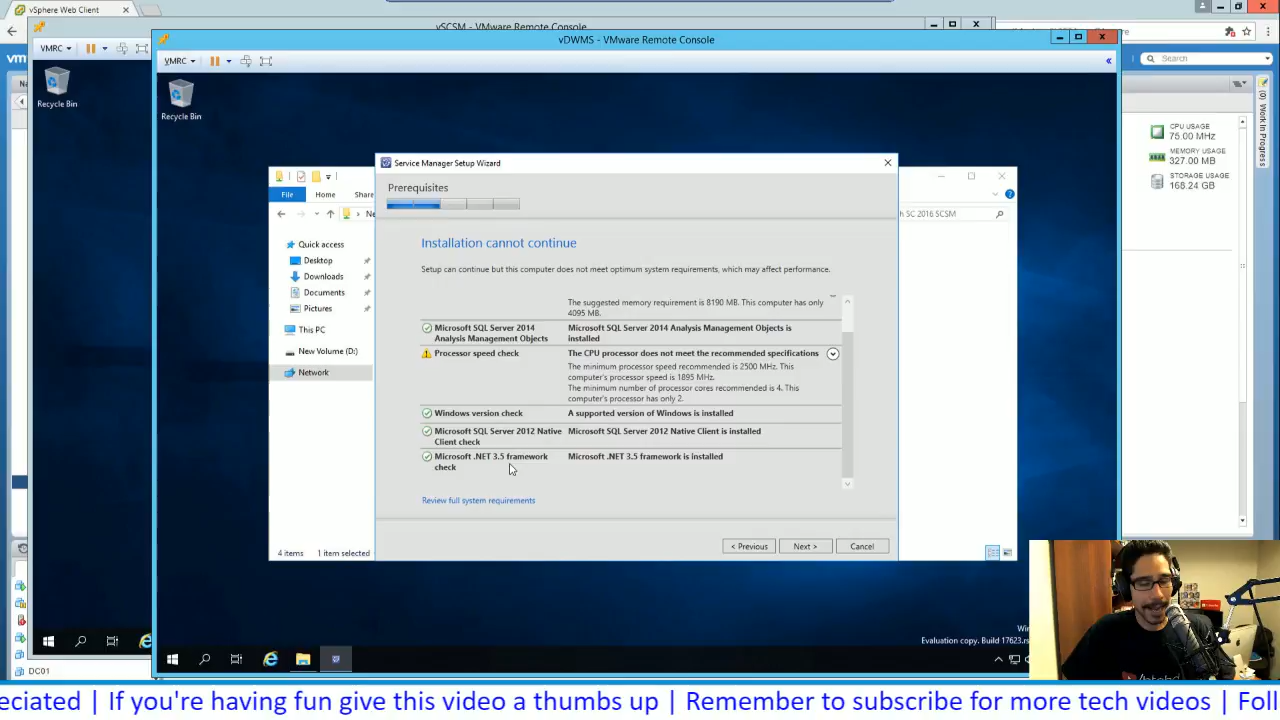 vSphere Web Client
vSCSM - VMware Remote Console
VMRC
vm
Recycle Bin
vDWMS - VMware Remote Console
VMRC
Recycle Bin
Search
CPU USAGE
75.00 MHz
MEMORY USAGE
327.00 MB
STORAGE USAGE
168.24 GB
(0) Work In Progress
File
Home
Share
SC 2016 SCSM
Quick access
Desktop
Downloads
Documents
Pictures
This PC
New Volume (D:)
Network
4 items 1 item selected
Service Manager Setup Wizard
Prerequisites
Installation cannot continue
Setup can continue but this computer does not meet optimum system requirements, which may affect performance.
The suggested memory requirement is 8190 MB. This computer has only
4095 MB.
Microsoft SQL Server 2014
Analysis Management Objects
Microsoft SQL Server 2014 Analysis Management Objects is
installed
Processor speed check
The CPU processor does not meet the recommended specifications
The minimum processor speed recommended is 2500 MHz. This
computer's processor speed is 1895 MHz.
The minimum number of processor cores recommended is 4. This
computer's processor has only 2.
Windows version check
A supported version of Windows is installed
Microsoft SQL Server 2012 Native
Client check
Microsoft SQL Server 2012 Native Client is installed
Microsoft .NET 3.5 framework
check
Microsoft .NET 3.5 framework is installed
Review full system requirements
< Previous
Next >
Cancel
Evaluation copy. Build 17623.rs
DC01
eciated | If you're having fun give this video a thumbs up | Remember to subscribe for more tech videos | Foll